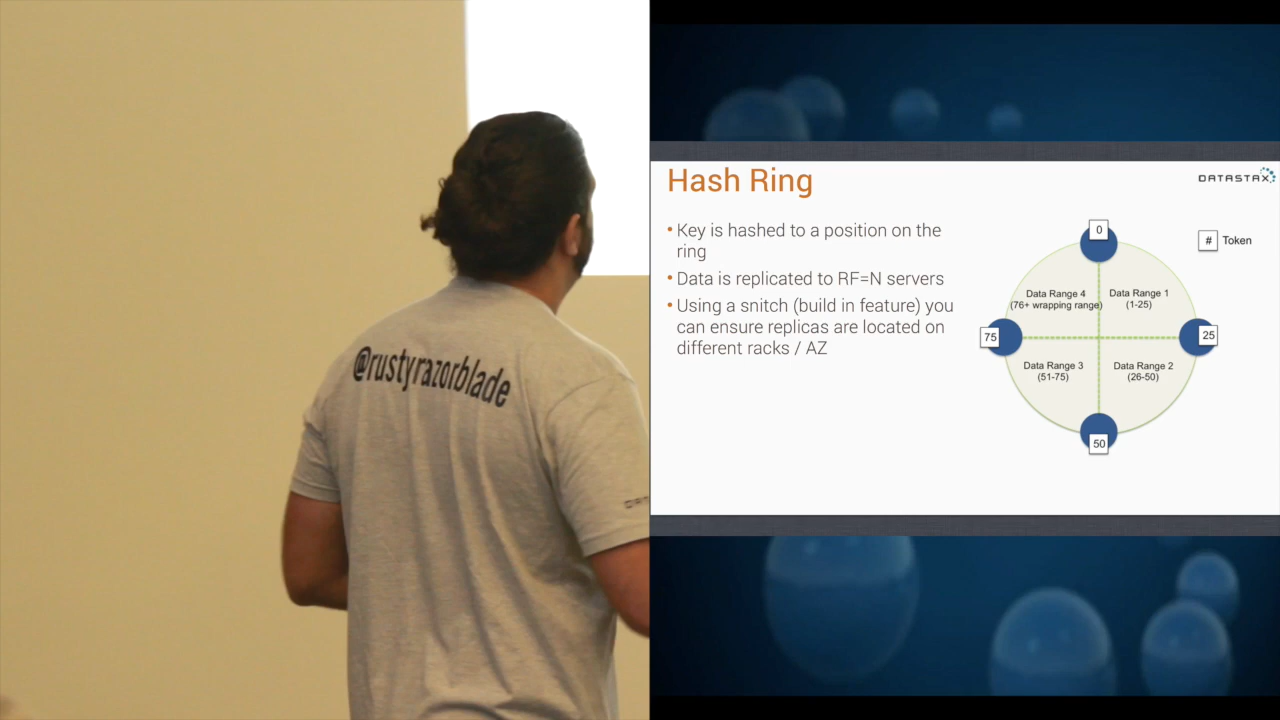 @rustyrazorblade
Hash Ring
DATASTAX
• Key is hashed to a position on the
ring
• Data is replicated to RF=N servers
• Using a snitch (build in feature) you
can ensure replicas are located on
different racks / AZ
0
# Token
Data Range 4
(76+ wrapping range)
Data Range 1
(1-25)
75
25
Data Range 3
(51-75)
Data Range 2
(26-50)
50